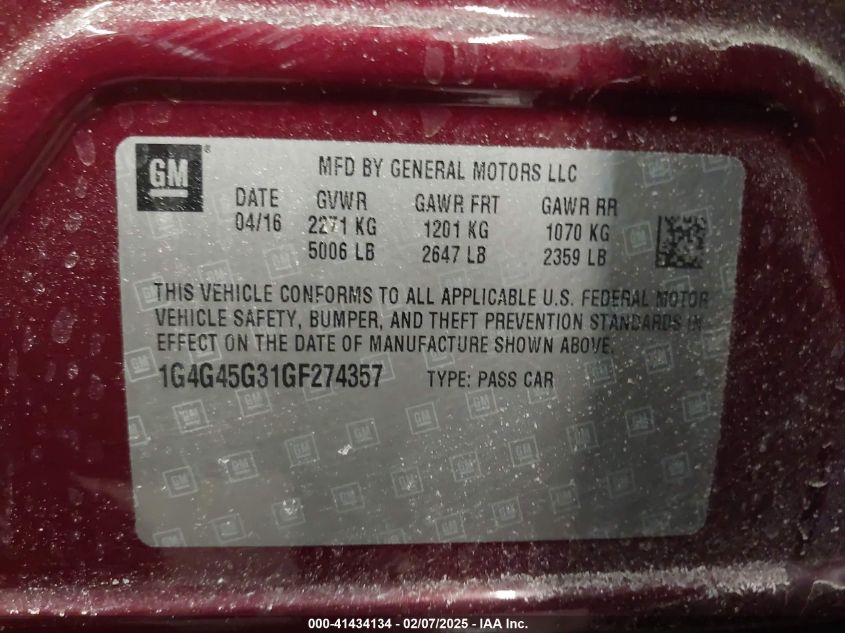 GM®
MFD BY GENERAL MOTORS LLC
DATE GVWR GAWR FRT GAWR RR
04/16 2271 KG 1201 KG 1070 KG
5006 LB 2647 LB 2359 LB
THIS VEHICLE CONFORMS TO ALL APPLICABLE U.S. FEDERAL MOTOR
VEHICLE SAFETY, BUMPER, AND THEFT PREVENTION STANDARDS IN
EFFECT ON THE DATE OF MANUFACTURE SHOWN ABOVE.
1G4G45G31GF274357 TYPE: PASS CAR
000-41434134 - 02/07/2025 - IAA Inc.